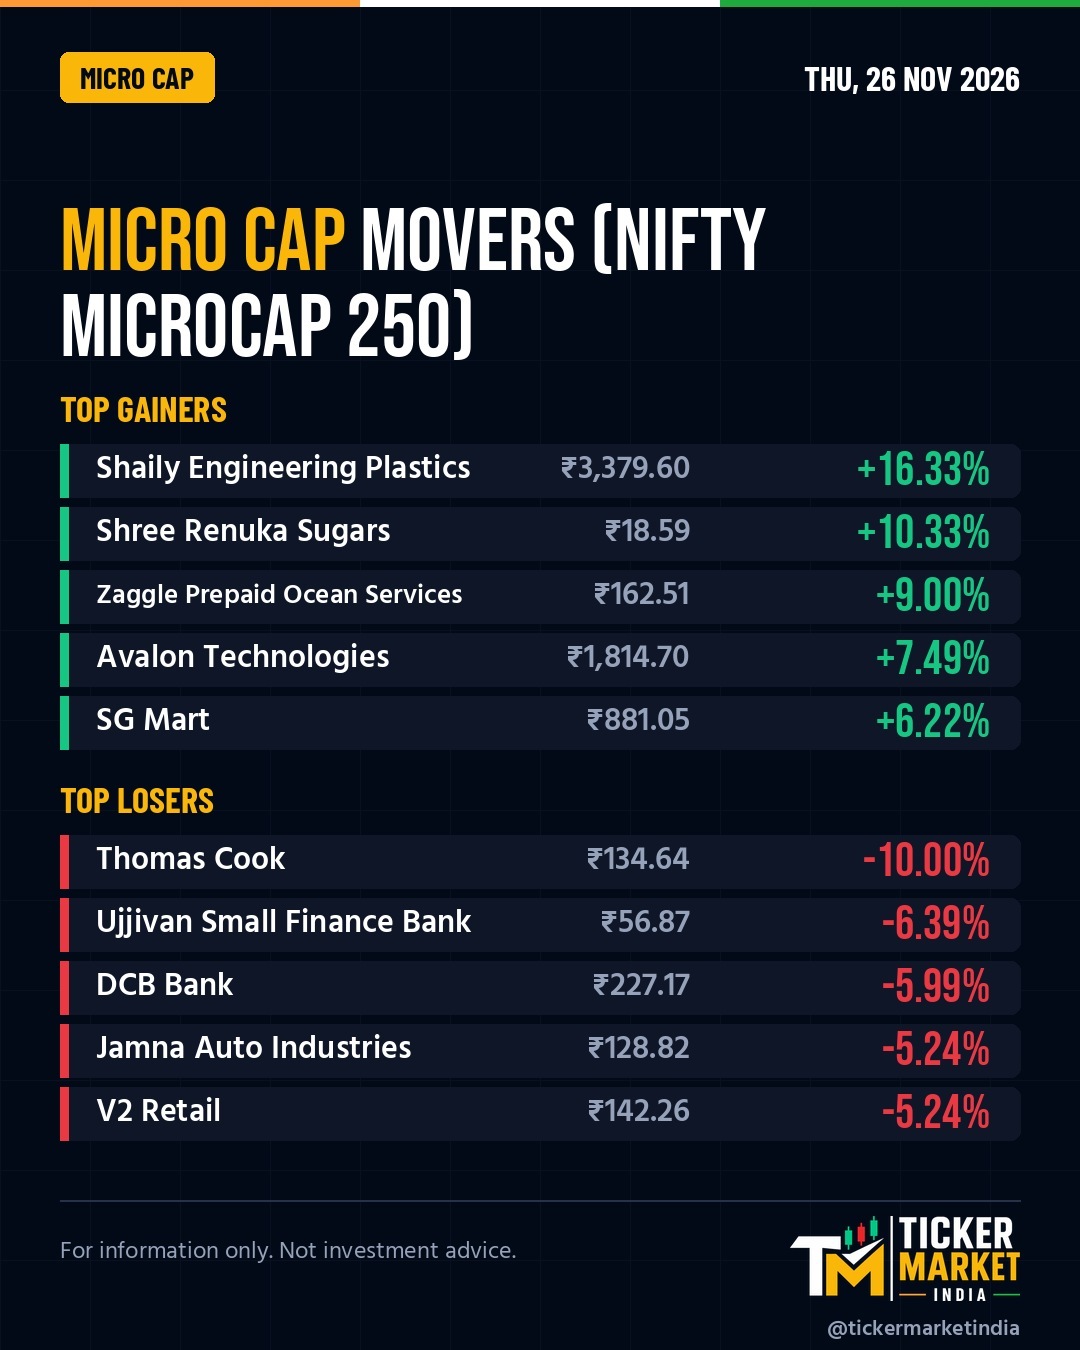 MICRO CAP
THU, 26 NOV 2026
MICRO CAP MOVERS (NIFTY
MICROCAP 250)
TOP GAINERS
Shaily Engineering Plastics ₹3,379.60 +16.33%
Shree Renuka Sugars ₹18.59 +10.33%
Zaggle Prepaid Ocean Services ₹162.51 +9.00%
Avalon Technologies ₹1,814.70 +7.49%
SG Mart ₹881.05 +6.22%
TOP LOSERS
Thomas Cook ₹134.64 -10.00%
Ujjivan Small Finance Bank ₹56.87 -6.39%
DCB Bank ₹227.17 -5.99%
Jamna Auto Industries ₹128.82 -5.24%
V2 Retail ₹142.26 -5.24%
For information only. Not investment advice.
TM
TICKER
MARKET
INDIA
@tickermarketindia